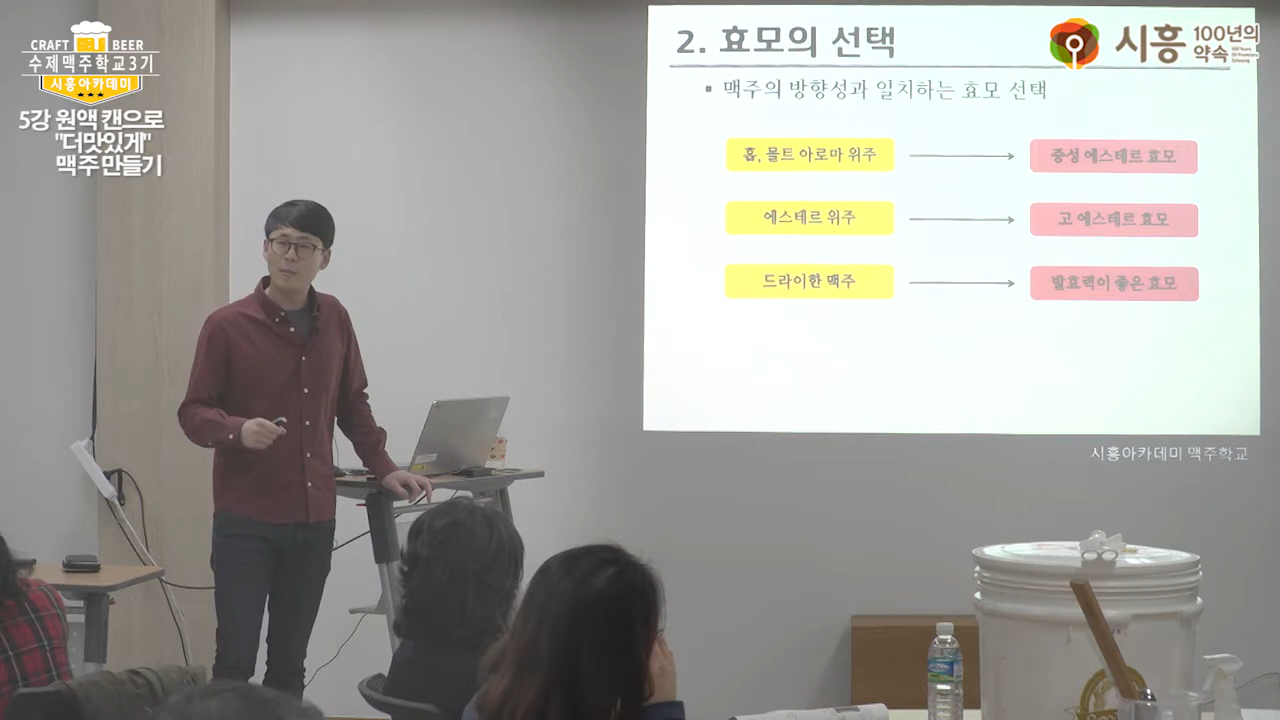 CRAFT BEER
수제맥주학교3기
시흥아카데미
5강 원액 캔으로
"더맛있게"
맥주 만들기
2. 효모의 선택
시흥 100년의
약속
▪ 맥주의 방향성과 일치하는 효모 선택
홉, 몰트 아로마 위주
중성 에스테르 효모
에스테르 위주
고 에스테르 효모
드라이한 맥주
발효력이 좋은 효모
시흥아카데미 맥주학교